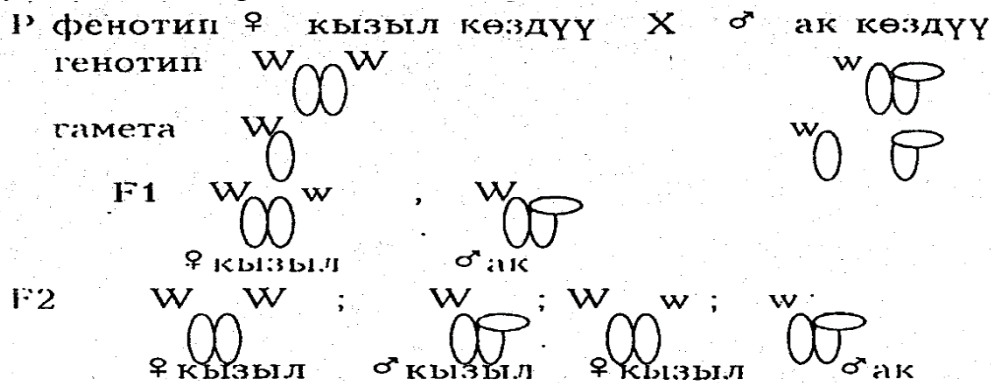 Р фенотип ♀ кызыл көздүү X ♂ ак көздүү
генотип W W w
гамета W w
F1 W w , W
♀ кызыл ♂ ак
F2 W W ; W ; W w ; w
♀ кызыл ♂ кызыл ♀ кызыл ♂ ак